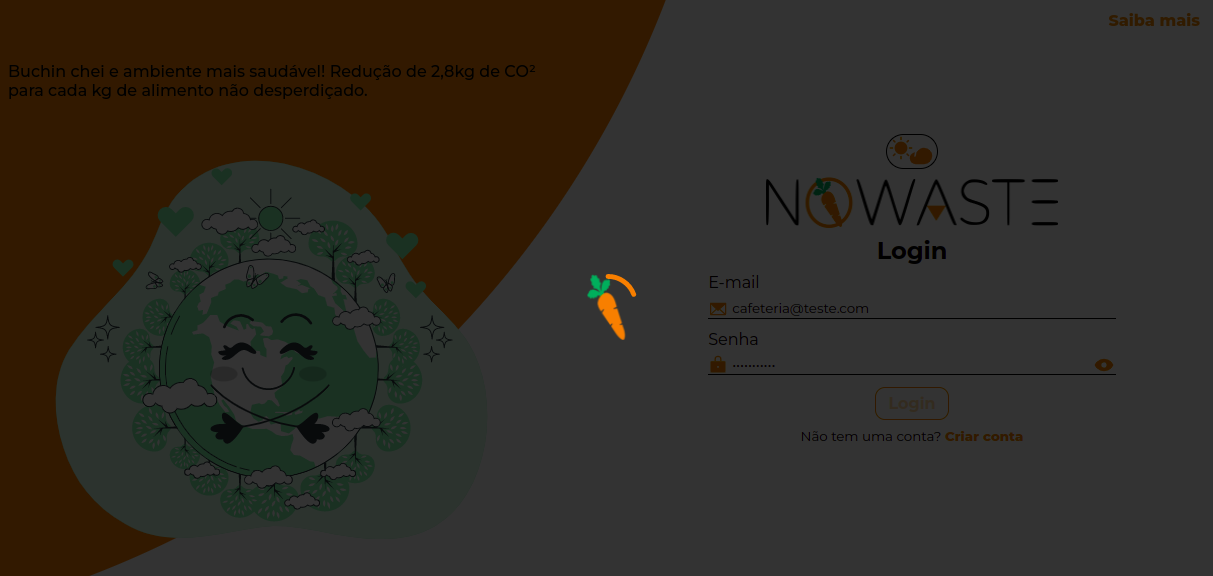 Saiba mais
Buchin chei e ambiente mais saudável! Redução de 2,8kg de CO²
para cada kg de alimento não desperdiçado.
NOWASTE
Login
E-mail
cafeteria@teste.com
Senha
···········
Login
Não tem uma conta? Criar conta